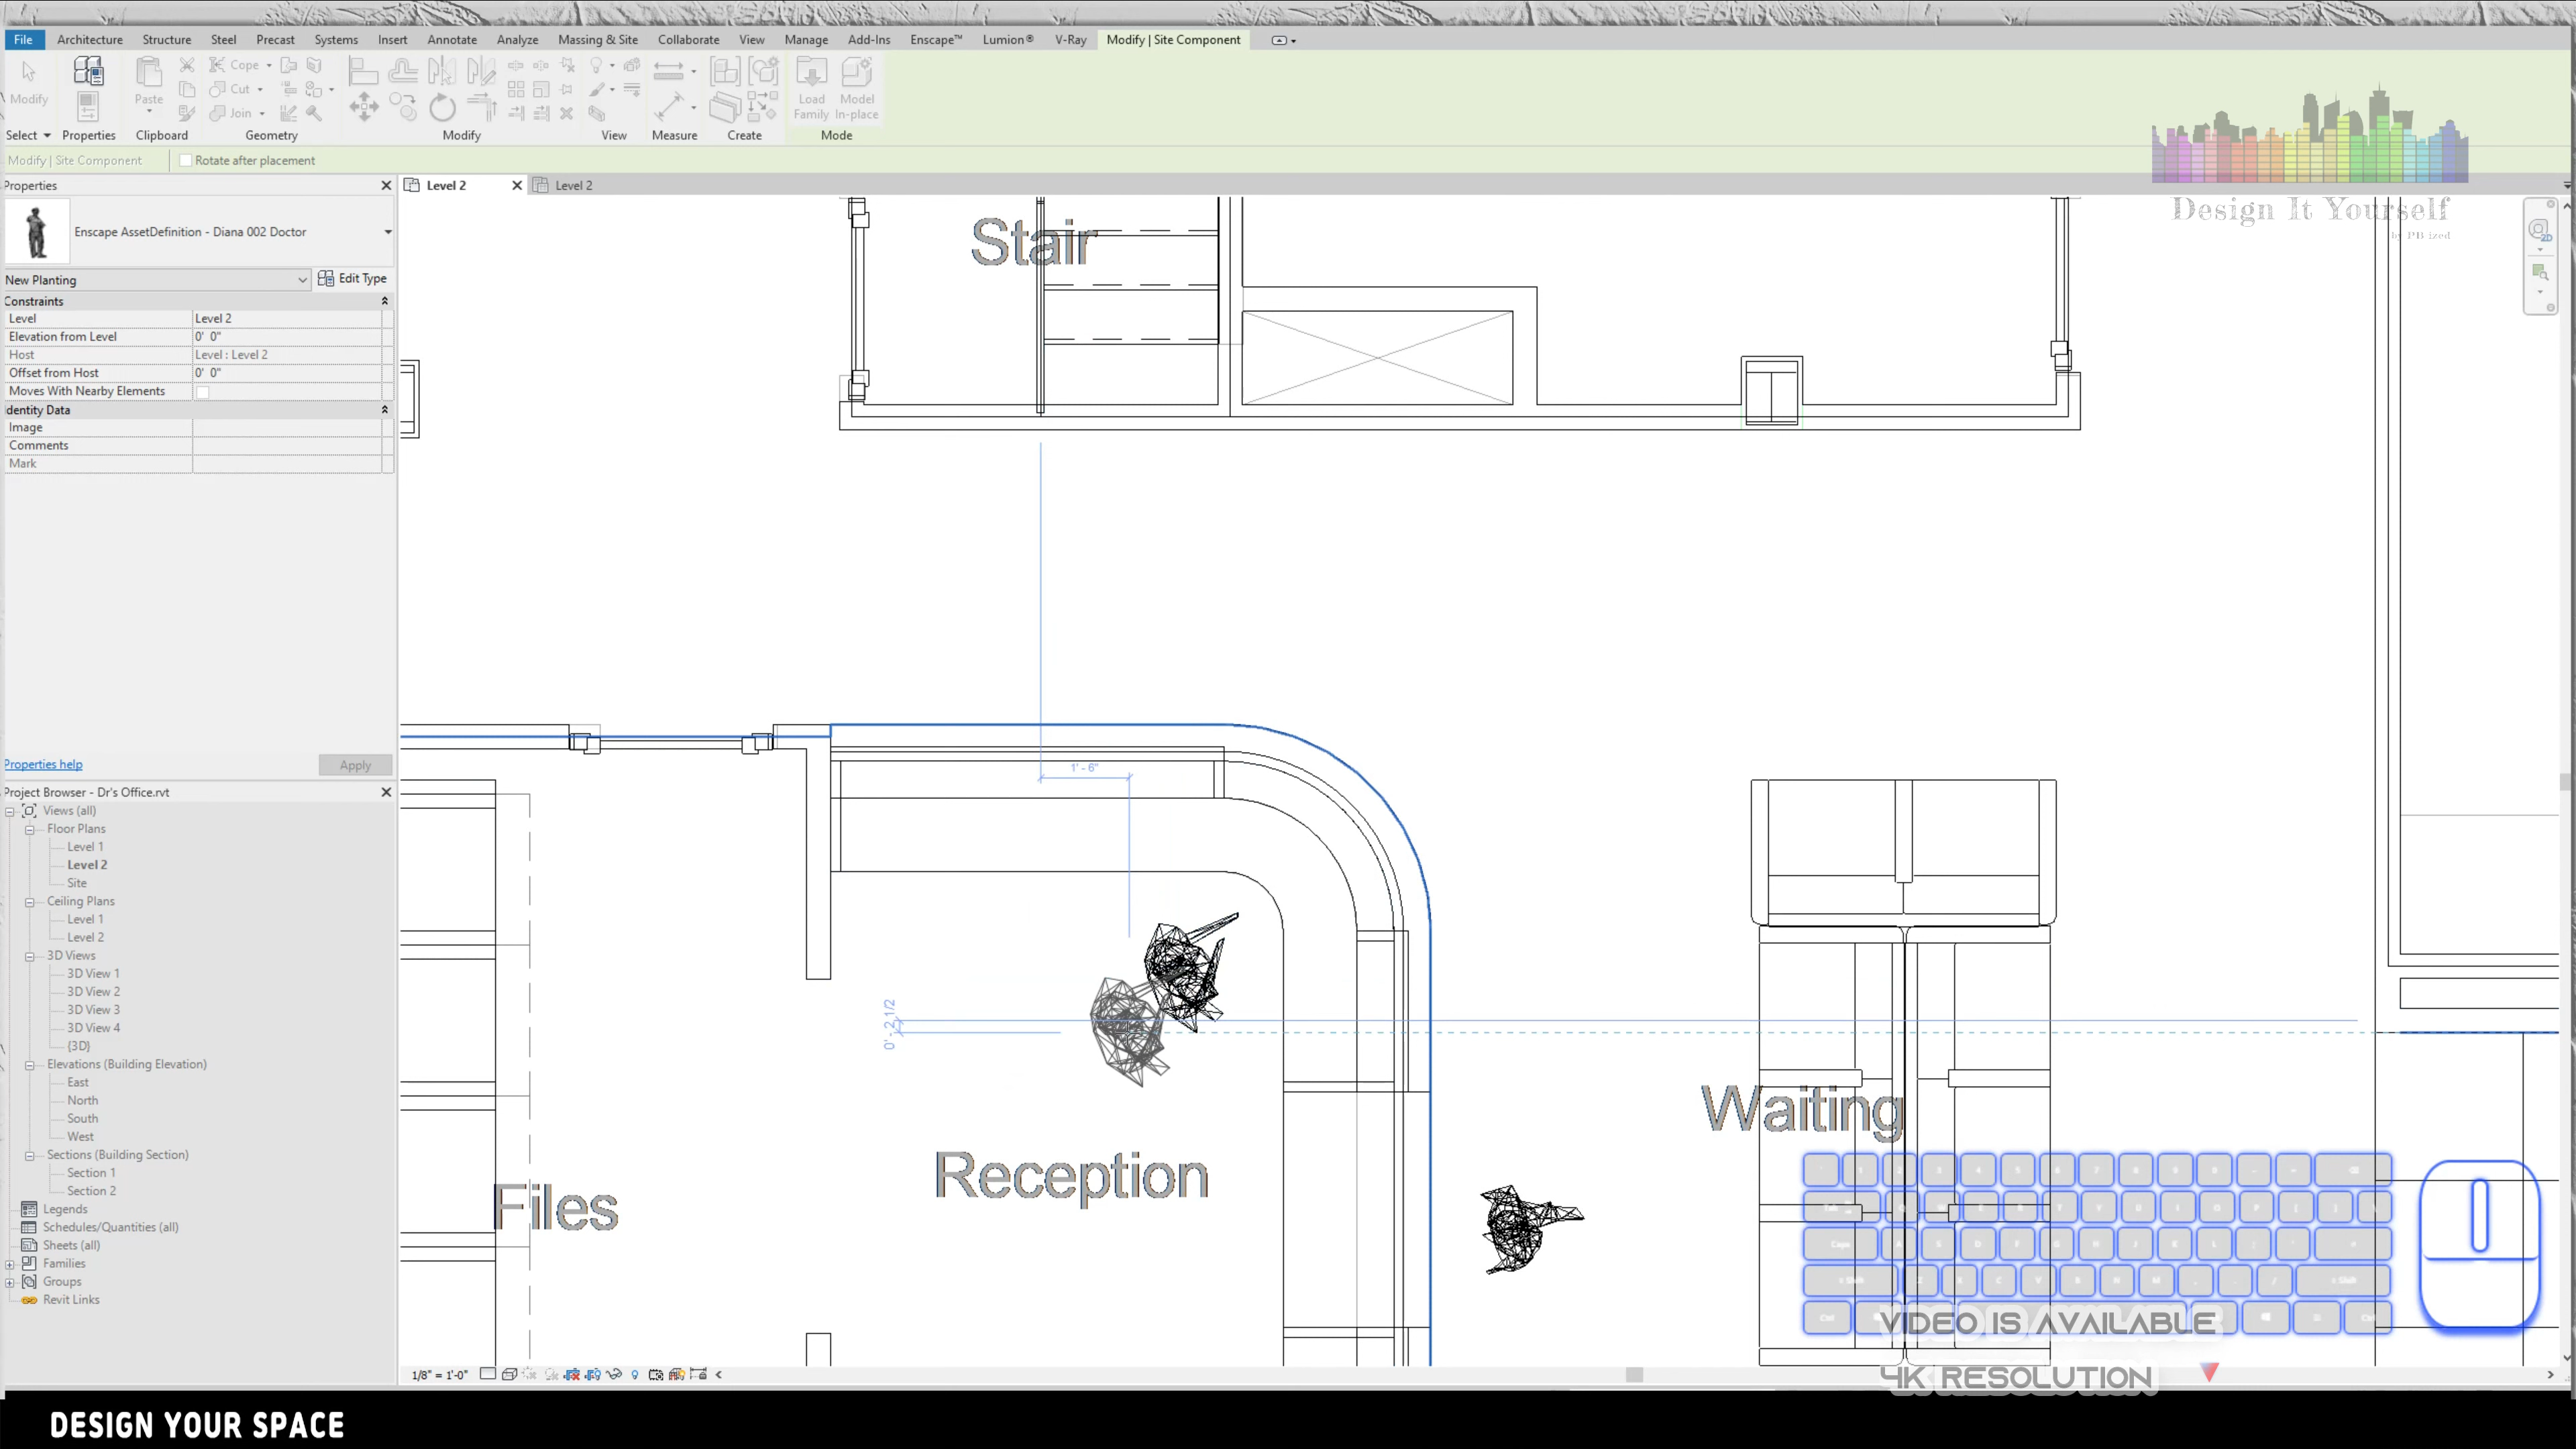 File Architecture Structure Steel Precast Systems Insert Annotate Analyze Massing & Site Collaborate View Manage Add-Ins Enscape™ Lumion® V-Ray Modify | Site Component
Modify
Paste
Cope
Cut
Join
Load Family
Model In-place
Select Properties Clipboard Geometry Modify View Measure Create Mode
Modify | Site Component Rotate after placement
Properties
Level 2
Level 2
Design It Yourself
Enscape AssetDefinition - Diana 002 Doctor
New Planting
Edit Type
Constraints
Level Level 2
Elevation from Level 0' 0"
Host Level : Level 2
Offset from Host 0' 0"
Moves With Nearby Elements
Identity Data
Image
Comments
Mark
Properties help
Apply
Project Browser - Dr's Office.rvt
Views (all)
Floor Plans
Level 1
Level 2
Site
Ceiling Plans
Level 1
Level 2
3D Views
3D View 1
3D View 2
3D View 3
3D View 4
{3D}
Elevations (Building Elevation)
East
North
South
West
Sections (Building Section)
Section 1
Section 2
Legends
Schedules/Quantities (all)
Sheets (all)
Families
Groups
Revit Links
Stair
1' - 6"
0' - 2 1/2
Reception
Files
Waiting
1/8" = 1'-0"
VIDEO IS AVAILABLE
4K RESOLUTION
DESIGN YOUR SPACE